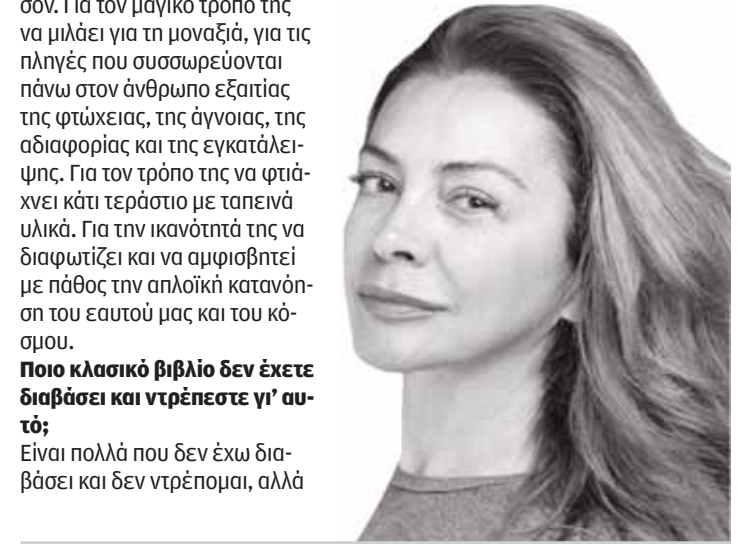 σον. Για τον μαγικό τρόπο της
να μιλάει για τη μοναξιά, για τις
πληγές που συσσωρεύονται
πάνω στον άνθρωπο εξαιτίας
της φτώχειας, της άγνοιας, της
αδιαφορίας και της εγκατάλει-
ψης. Για τον τρόπο της να φτιά-
χνει κάτι τεράστιο με ταπεινά
υλικά. Για την ικανότητά της να
διαφωτίζει και να αμφισβητεί
με πάθος την απλοϊκή κατανόη-
ση του εαυτού μας και του κό-
σμου.
Ποιο κλασικό βιβλίο δεν έχετε
διαβάσει και ντρέπεστε γι’ αυ-
τό;
Είναι πολλά που δεν έχω δια-
βάσει και δεν ντρέπομαι, αλλά